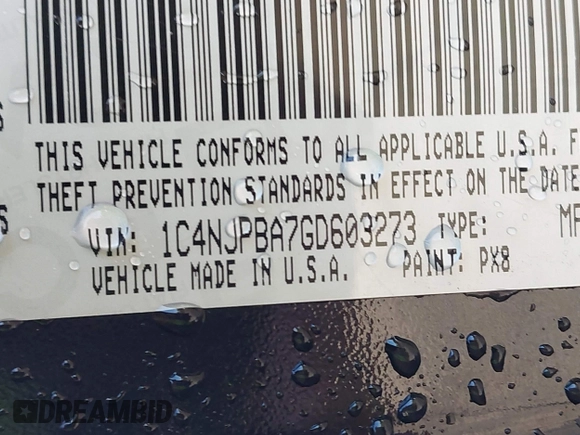 THIS VEHICLE CONFORMS TO ALL APPLICABLE U.S.A. F
THEFT PREVENTION STANDARDS IN EFFECT ON THE DATE
VIN: 1C4NJPBA7GD603273 TYPE: MP
VEHICLE MADE IN U.S.A. PAINT: PX8
DREAMBID